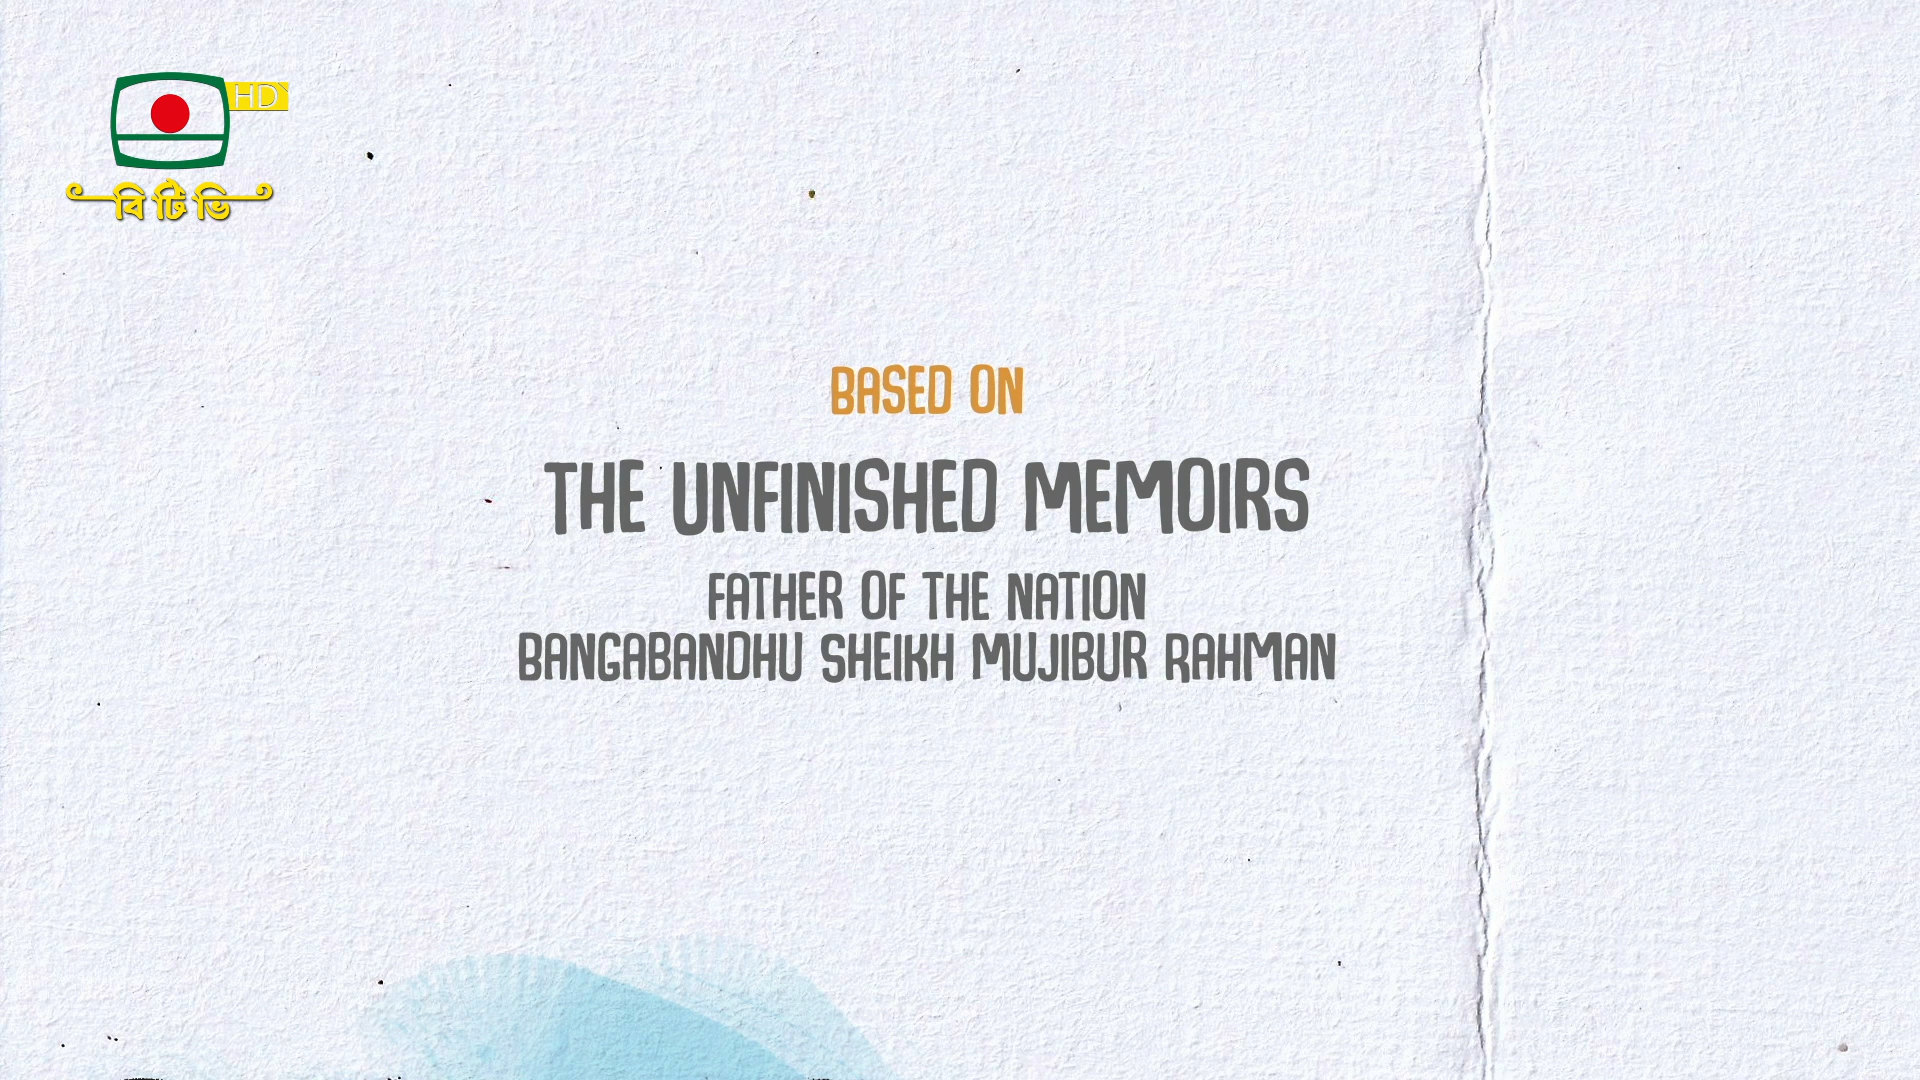 HD
বিটিভি
BASED ON
THE UNFINISHED MEMOIRS
FATHER OF THE NATION
BANGABANDHU SHEIKH MUJIBUR RAHMAN